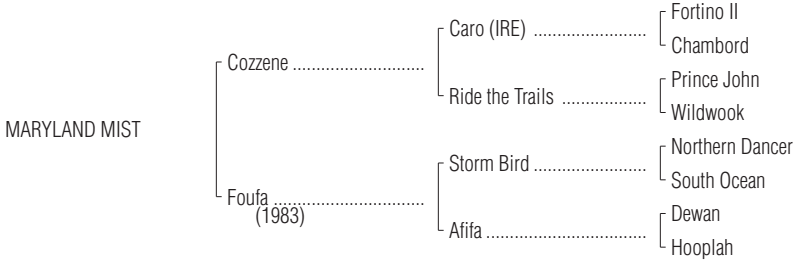 Fortino II
Caro (IRE) ........................
Chambord
Cozzene ............................
Prince John
Ride the Trails ..................
Wildwook
MARYLAND MIST
Northern Dancer
Storm Bird ........................
South Ocean
Foufa ................................
(1983)
Dewan
Afifa ..................................
Hooplah